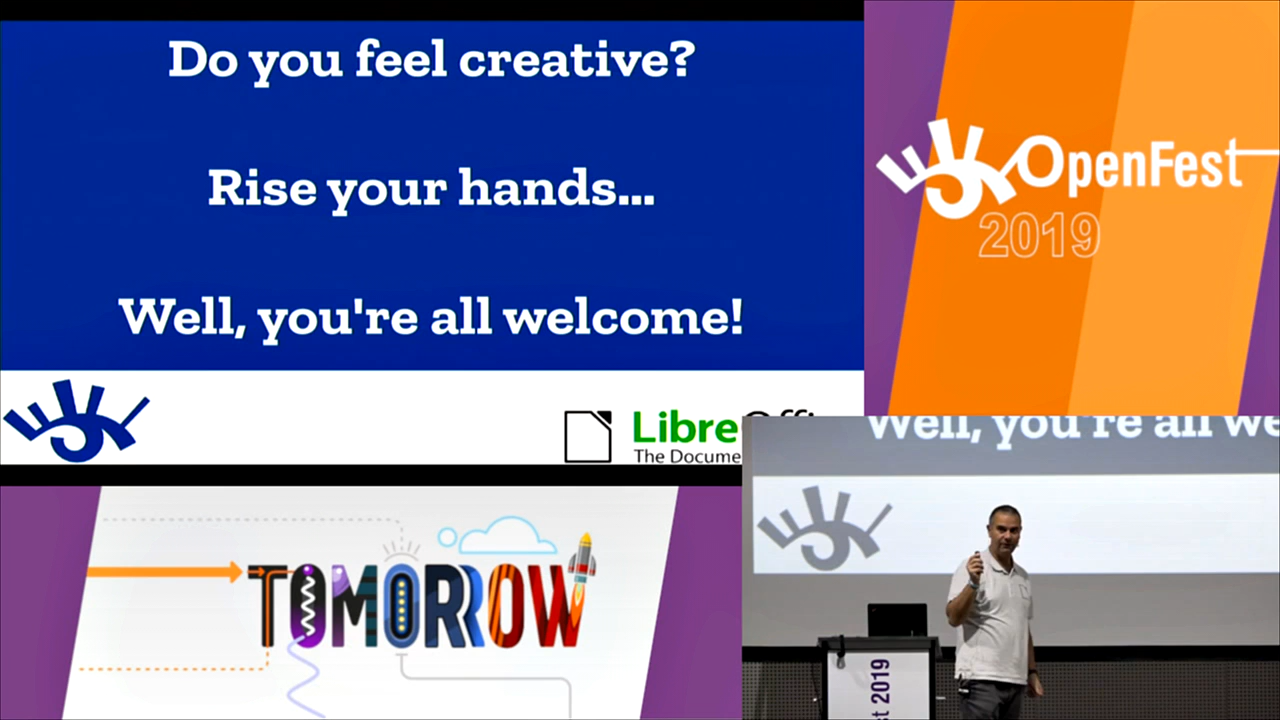 Do you feel creative?
Rise your hands...
Well, you're all welcome!
Libre
The Docume
OpenFest
2019
TOMORROW
Well, you're all we
st 2019